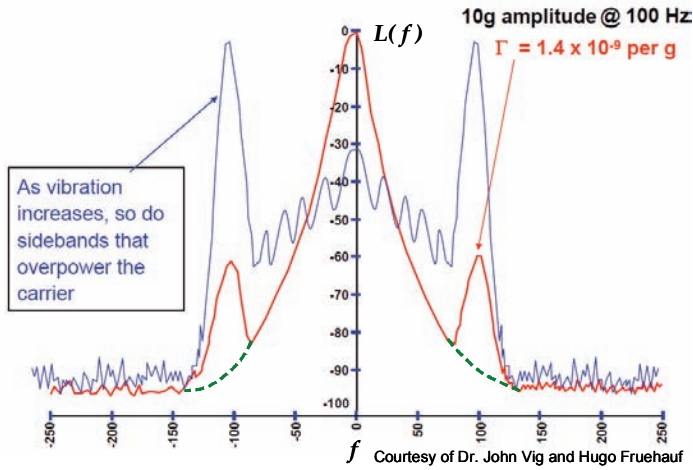 10g amplitude @ 100 Hz
L(f)
Γ = 1.4 x 10-9 per g
0
-10
-20
-30
-40
-50
-60
-70
-80
-90
-100
As vibration
increases, so do
sidebands that
overpower the
carrier
-250
-200
-150
-100
-50
0
50
100
150
200
250
f
Courtesy of Dr. John Vig and Hugo Fruehauf